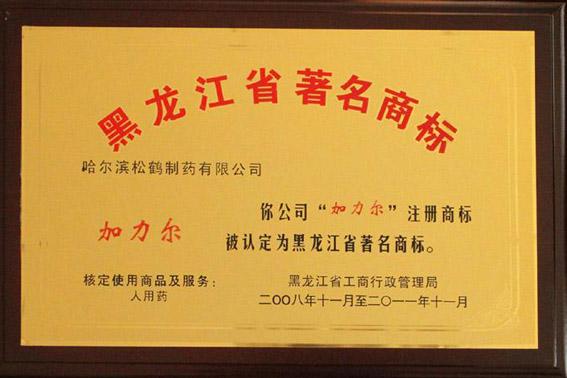 黑龙江省著名商标
哈尔滨松鹤制药有限公司
加力尔
你公司“加力尔”注册商标
被认定为黑龙江省著名商标。
核定使用商品及服务：
人用药
黑龙江省工商行政管理局
二〇〇八年十一月至二〇一一年十一月